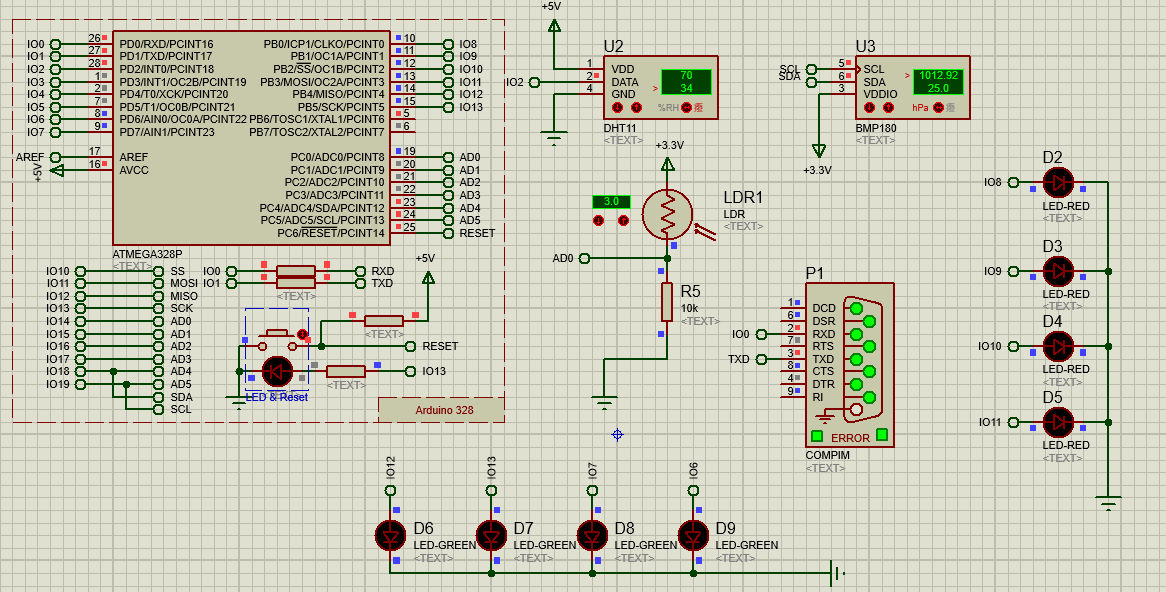 IO0 26 PD0/RXD/PCINT16 PB0/ICP1/CLKO/PCINT0 10 IO8
IO1 27 PD1/TXD/PCINT17 PB1/OC1A/PCINT1 11 IO9
IO2 28 PD2/INT0/PCINT18 PB2/SS/OC1B/PCINT2 12 IO10
IO3 1 PD3/INT1/OC2B/PCINT19 PB3/MOSI/OC2A/PCINT3 13 IO11
IO4 2 PD4/T0/XCK/PCINT20 PB4/MISO/PCINT4 14 IO12
IO5 7 PD5/T1/OC0B/PCINT21 PB5/SCK/PCINT5 15 IO13
IO6 8 PD6/AIN0/OC0A/PCINT22 PB6/TOSC1/XTAL1/PCINT6 5
IO7 9 PD7/AIN1/PCINT23 PB7/TOSC2/XTAL2/PCINT7 6
AREF 17 AREF PC0/ADC0/PCINT8 19 AD0
+5V 16 AVCC PC1/ADC1/PCINT9 20 AD1
PC2/ADC2/PCINT10 21 AD2
PC3/ADC3/PCINT11 22 AD3
PC4/ADC4/SDA/PCINT12 23 AD4
PC5/ADC5/SCL/PCINT13 24 AD5
PC6/RESET/PCINT14 25 RESET
ATMEGA328P
<TEXT>
IO10 SS
IO11 MOSI
IO12 MISO
IO13 SCK
IO14 AD0
IO15 AD1
IO16 AD2
IO17 AD3
IO18 AD4
IO19 AD5
SDA
SCL
IO0 RXD
IO1 TXD
<TEXT>
+5V
<TEXT>
RESET
IO13
<TEXT>
LED & Reset
Arduino 328
+5V
U2
1 VDD 70
IO2 2 DATA 34
4 GND
%RH
DHT11
<TEXT>
U3
SCL 5 SCL 1012.92
SDA 6 SDA 25.0
3 VDDIO
hPa
BMP180
<TEXT>
+3.3V
+3.3V
3.0
LDR1
LDR
<TEXT>
AD0
R5
10k
<TEXT>
P1
1 DCD
6 DSR
IO0 2 RXD
7 RTS
TXD 3 TXD
8 CTS
4 DTR
9 RI
ERROR
COMPIM
<TEXT>
D2
IO8
LED-RED
<TEXT>
D3
IO9
LED-RED
<TEXT>
D4
IO10
LED-RED
<TEXT>
D5
IO11
LED-RED
<TEXT>
IO12 IO13 IO7 IO6
D6 D7 D8 D9
LED-GREEN LED-GREEN LED-GREEN LED-GREEN
<TEXT> <TEXT> <TEXT> <TEXT>